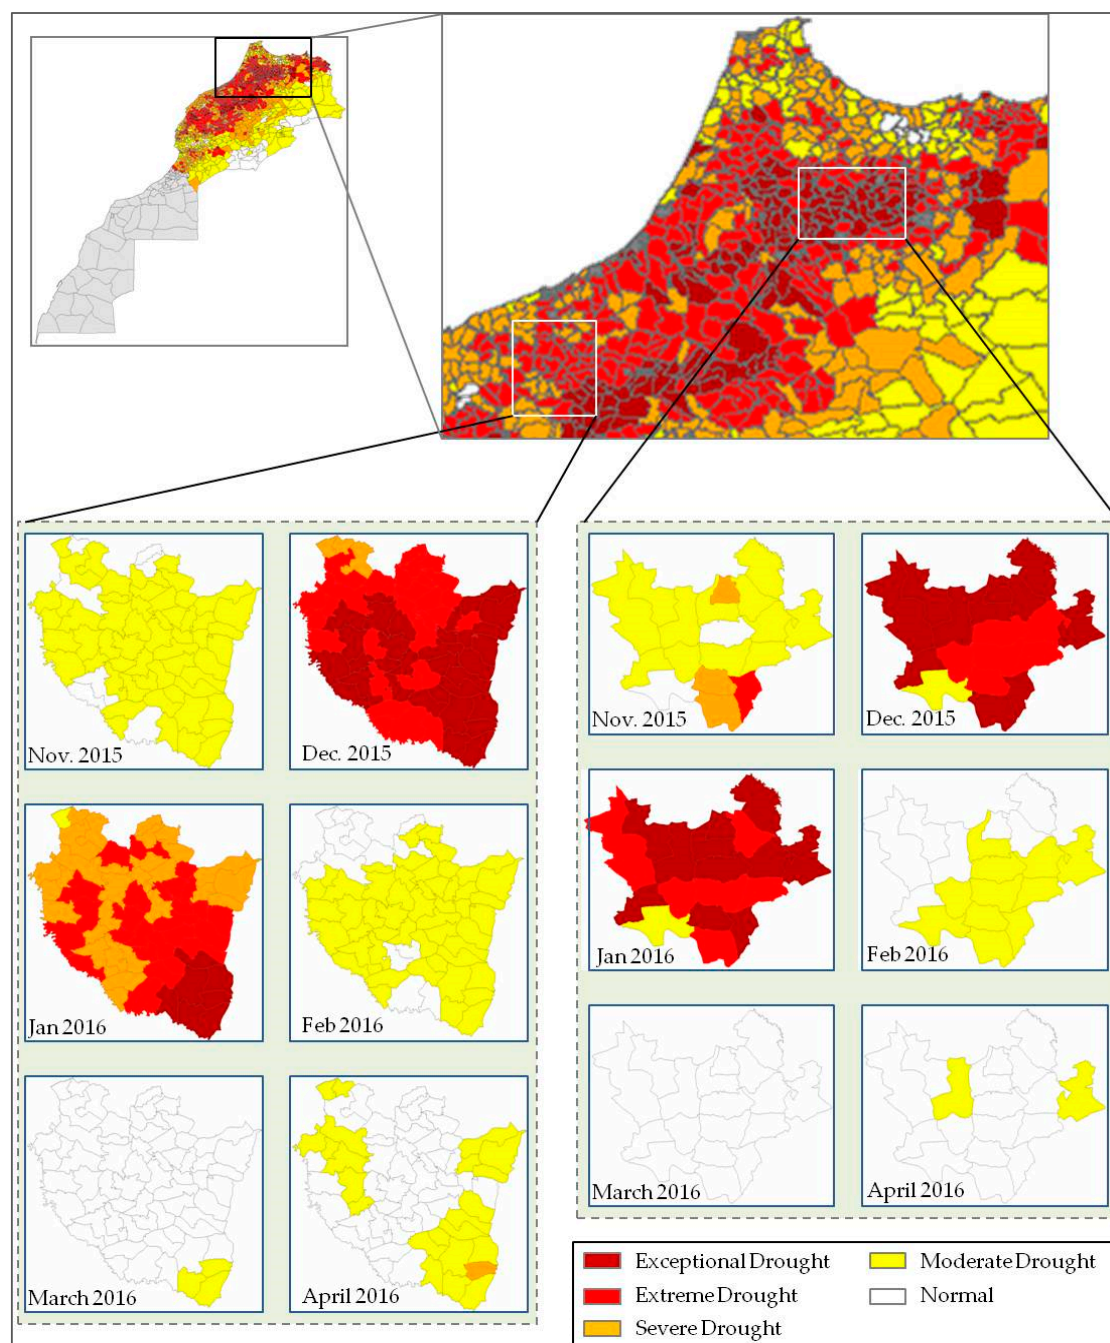 Nov. 2015
Dec. 2015
Jan 2016
Feb 2016
March 2016
April 2016
Nov. 2015
Dec. 2015
Jan 2016
Feb 2016
March 2016
April 2016
Exceptional Drought
Extreme Drought
Severe Drought
Moderate Drought
Normal